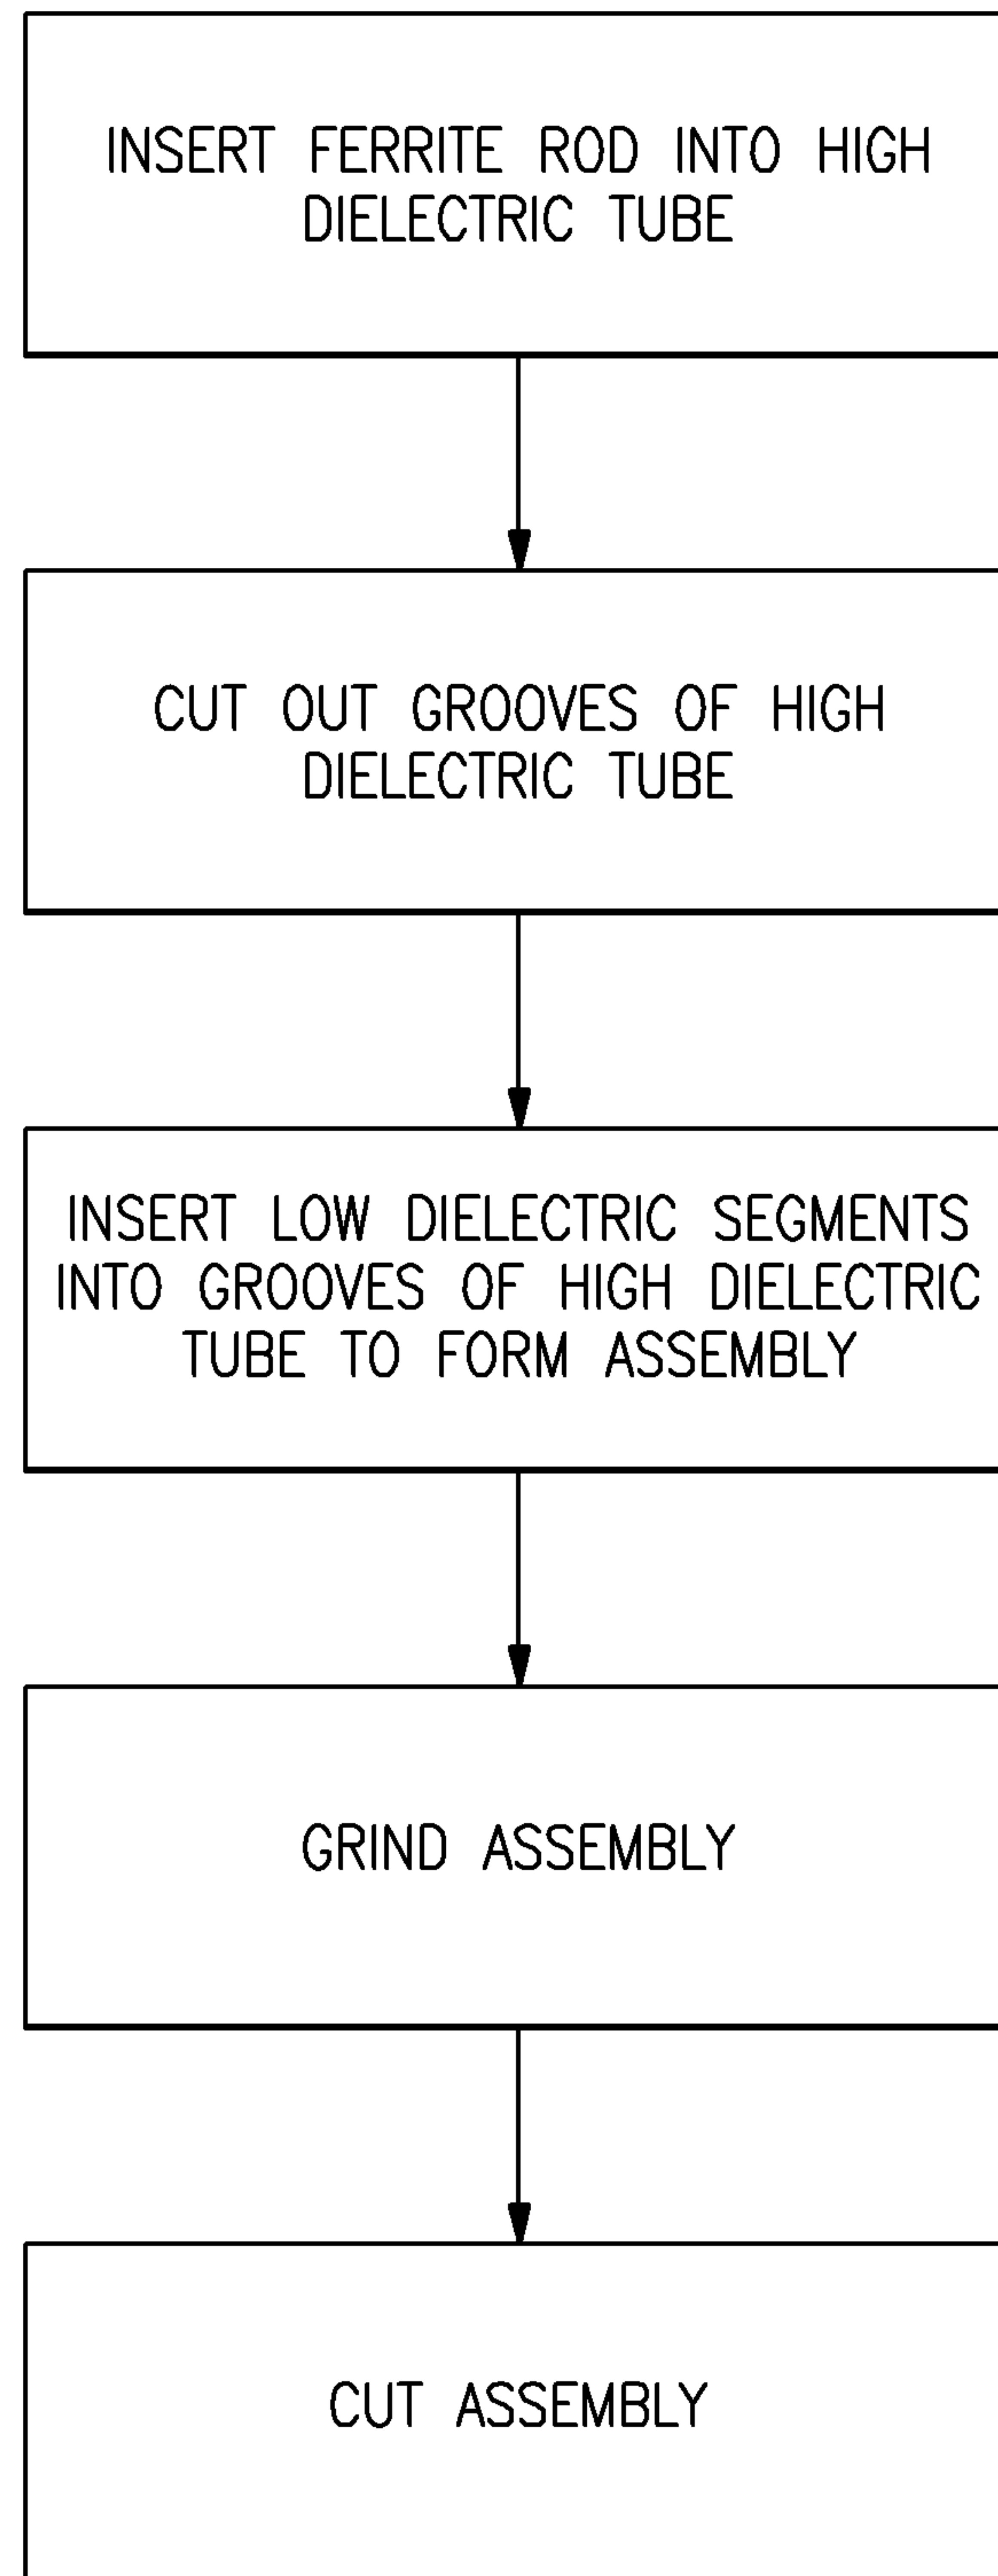 INSERT FERRITE ROD INTO HIGH
DIELECTRIC TUBE
CUT OUT GROOVES OF HIGH
DIELECTRIC TUBE
INSERT LOW DIELECTRIC SEGMENTS
INTO GROOVES OF HIGH DIELECTRIC
TUBE TO FORM ASSEMBLY
GRIND ASSEMBLY
CUT ASSEMBLY